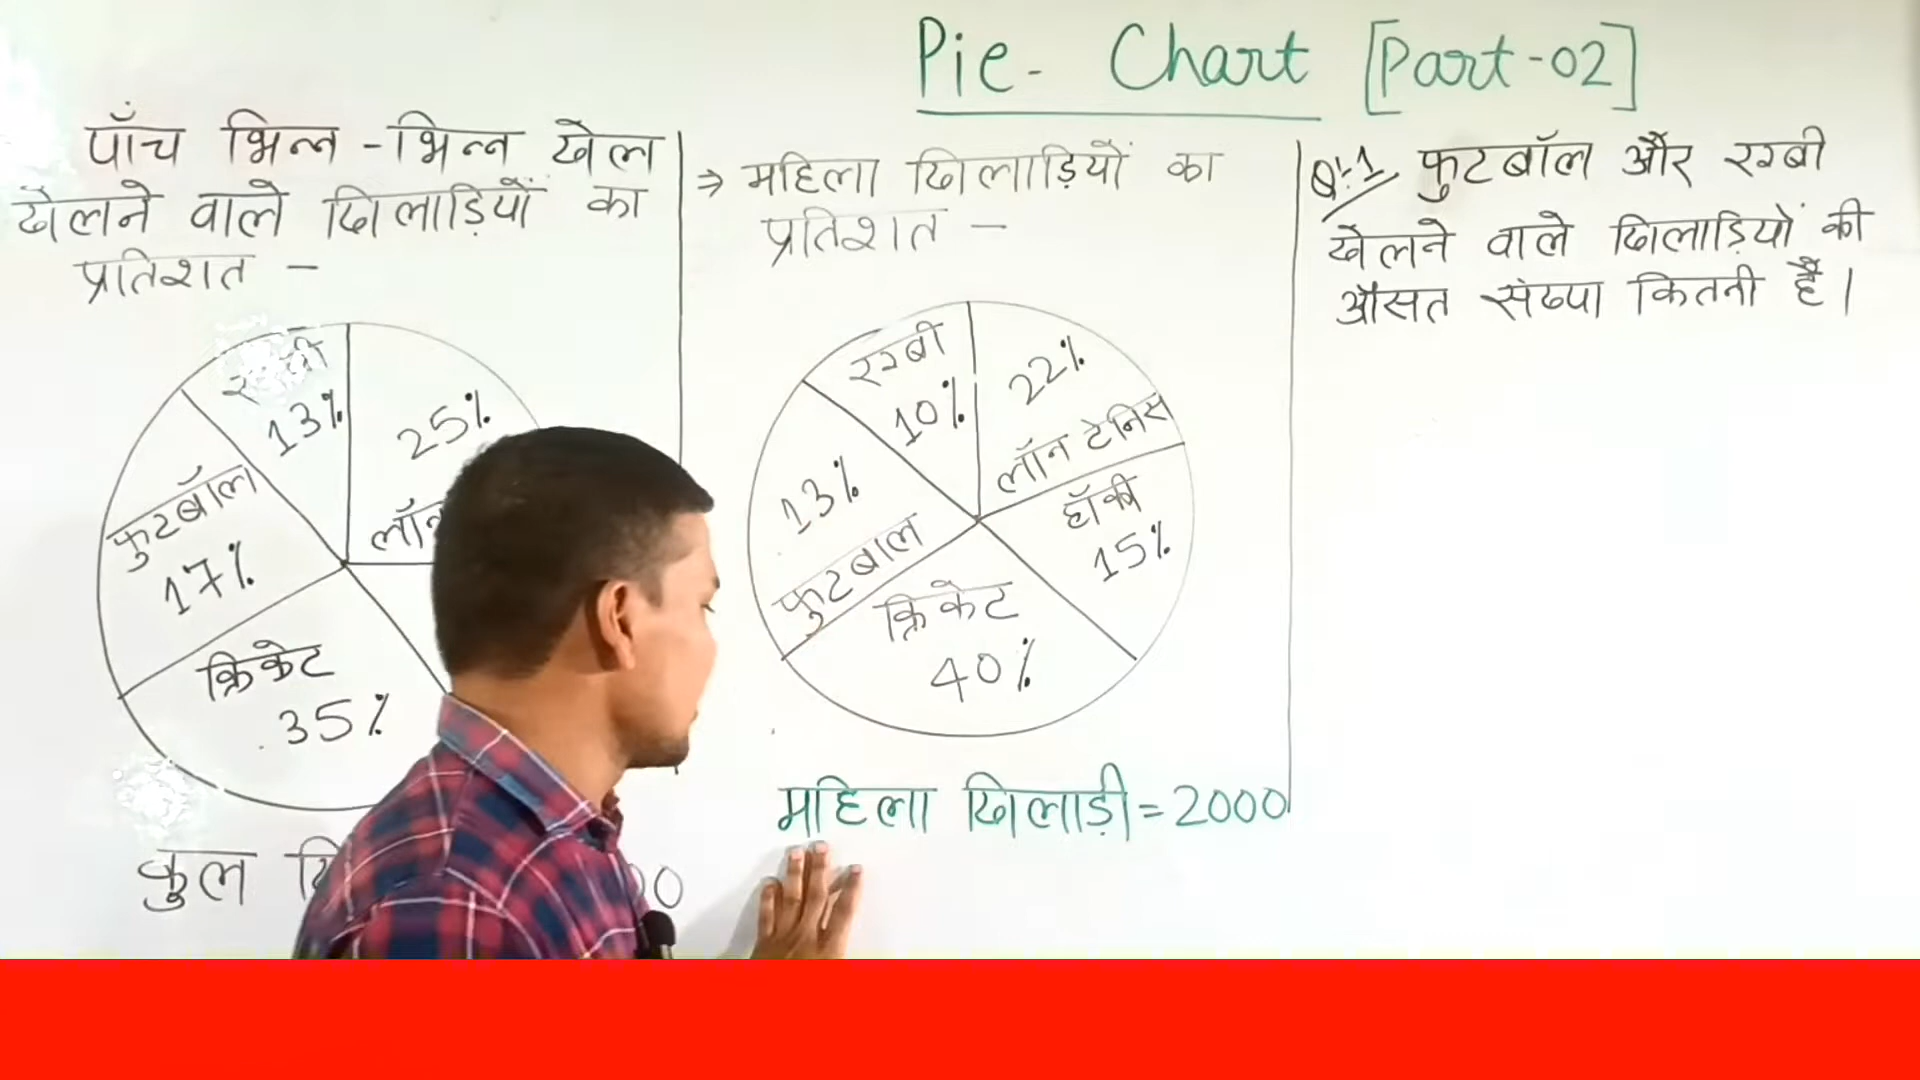 Pie- Chart [Part-02]
पाँच भिन्न-भिन्न खेल
खेलने वाले खिलाड़ियों का
प्रतिशत -
13%
25%
फुटबॉल
17%
क्रिकेट
35%
कुल
⇒ महिला खिलाड़ियों का
प्रतिशत -
रग्बी
10%
22%
लॉन टेनिस
हॉकी
15%
13%
फुटबाल
क्रिकेट
40%
महिला खिलाड़ी = 2000
Q:-1 फुटबॉल और रग्बी
खेलने वाले खिलाड़ियों की
औसत संख्या कितनी है।